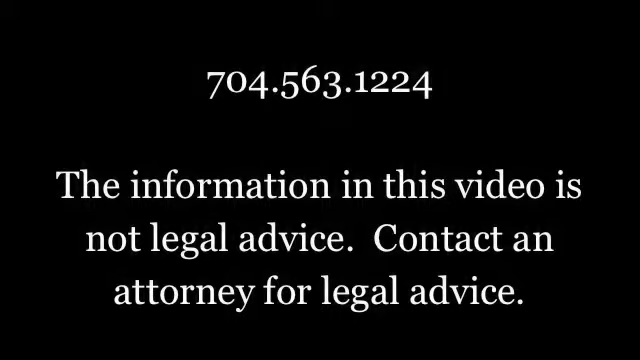 704.563.1224
The information in this video is
not legal advice.  Contact an
attorney for legal advice.